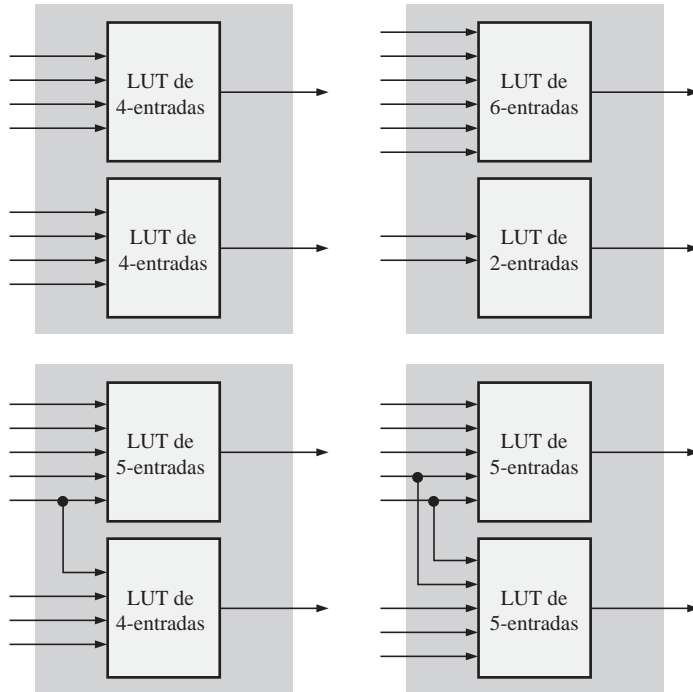 LUT de
4-entradas
LUT de
6-entradas
LUT de
4-entradas
LUT de
2-entradas
LUT de
5-entradas
LUT de
5-entradas
LUT de
4-entradas
LUT de
5-entradas